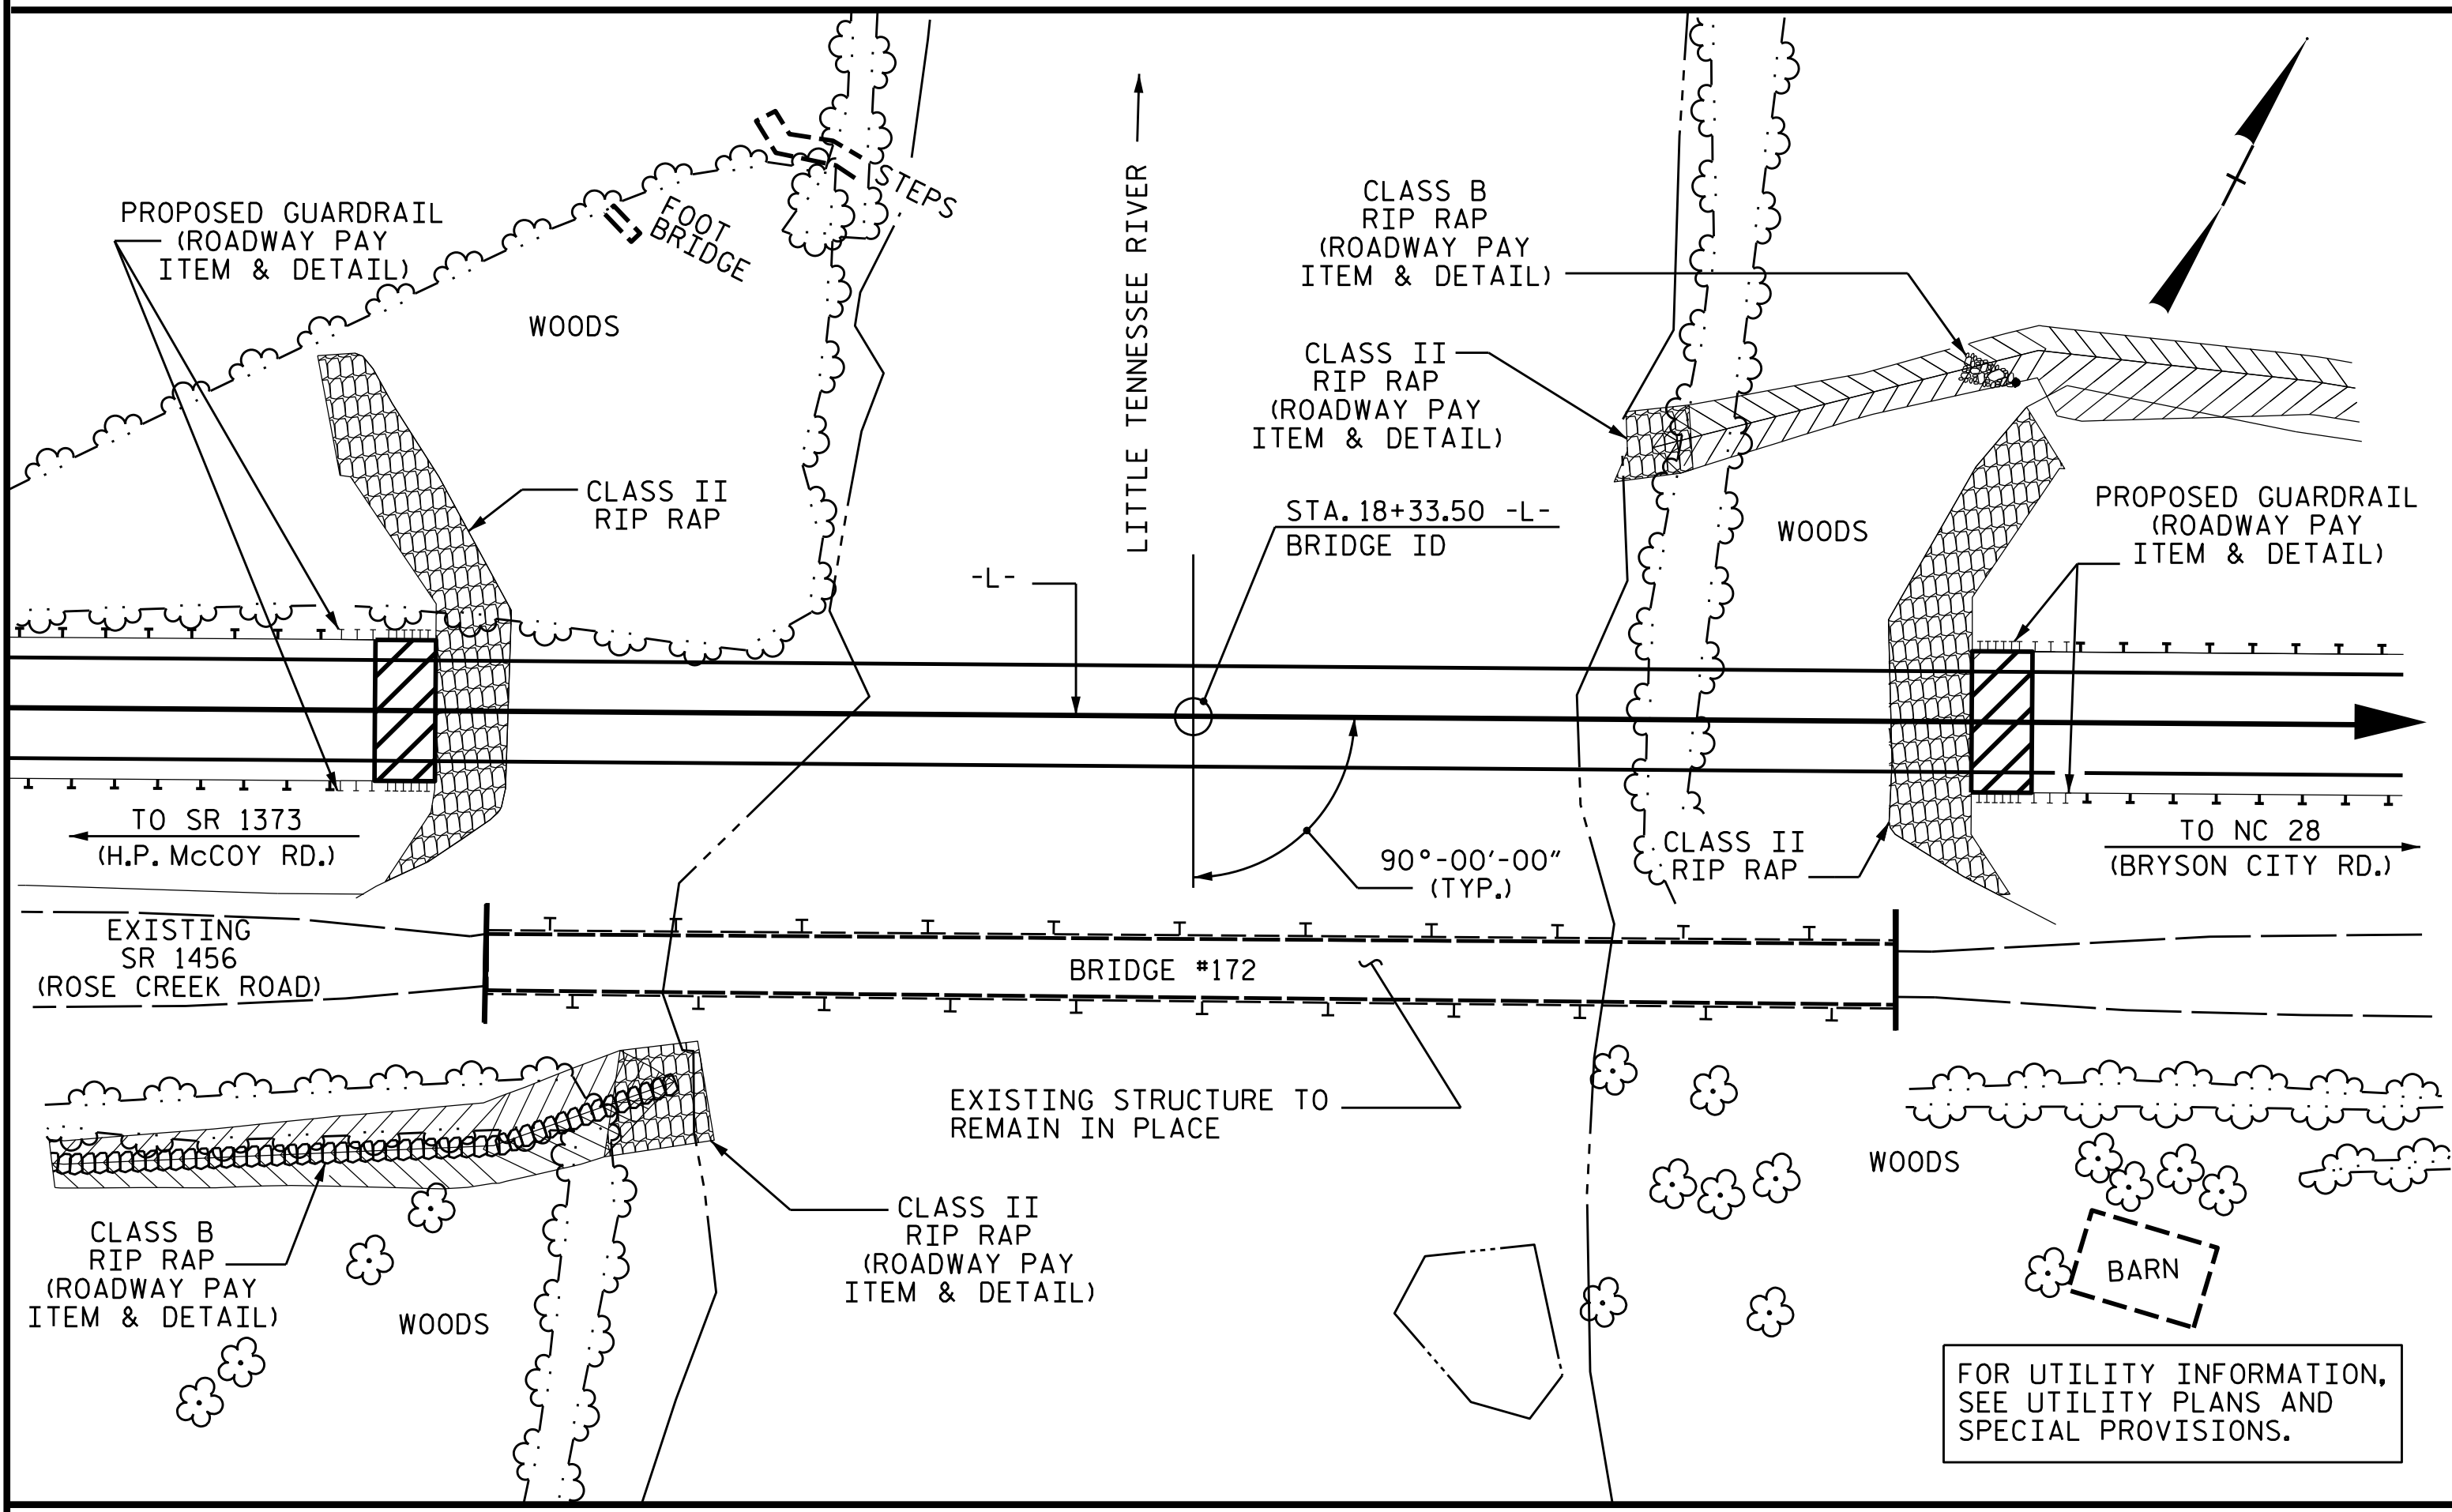 STEPS
FOOT
BRIDGE
PROPOSED GUARDRAIL
(ROADWAY PAY
ITEM & DETAIL)
WOODS
LITTLE TENNESSEE RIVER
CLASS B
RIP RAP
(ROADWAY PAY
ITEM & DETAIL)
CLASS II
RIP RAP
(ROADWAY PAY
ITEM & DETAIL)
CLASS II
RIP RAP
STA. 18+33.50 -L-
BRIDGE ID
-L-
WOODS
PROPOSED GUARDRAIL
(ROADWAY PAY
ITEM & DETAIL)
TO SR 1373
(H.P. McCOY RD.)
90°-00'-00"
(TYP.)
CLASS II
RIP RAP
TO NC 28
(BRYSON CITY RD.)
EXISTING
SR 1456
(ROSE CREEK ROAD)
BRIDGE #172
EXISTING STRUCTURE TO
REMAIN IN PLACE
CLASS B
RIP RAP
(ROADWAY PAY
ITEM & DETAIL)
WOODS
CLASS II
RIP RAP
(ROADWAY PAY
ITEM & DETAIL)
WOODS
BARN
FOR UTILITY INFORMATION,
SEE UTILITY PLANS AND
SPECIAL PROVISIONS.